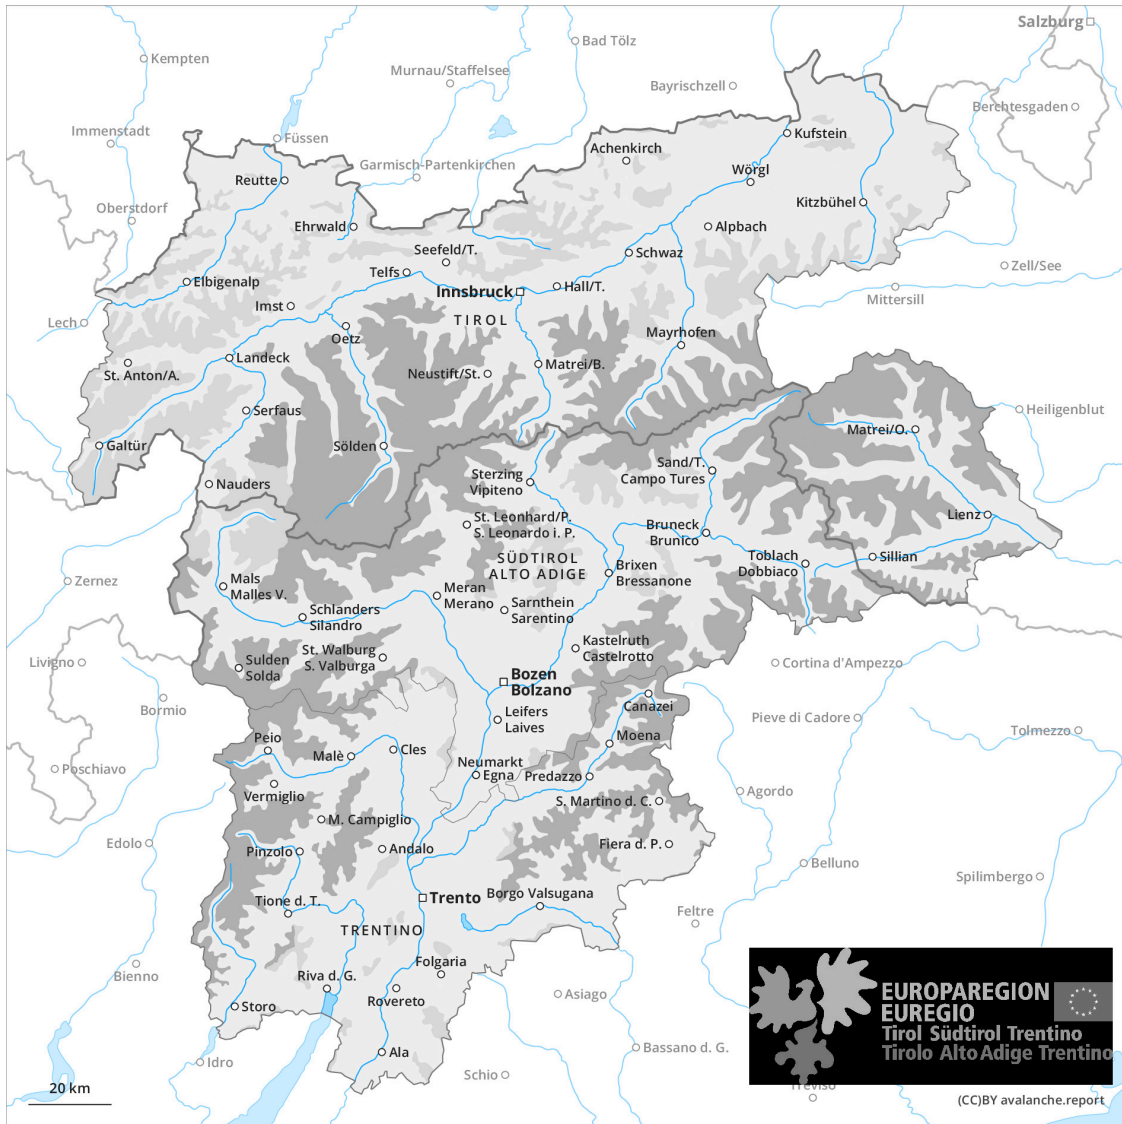 Salzburg
Bad Tölz
Kempten
Murnau/Staffelsee
Bayrischzell
Berchtesgaden
Immenstadt
Füssen
Kufstein
Achenkirch
Garmisch-Partenkirchen
Wörgl
Reutte
Oberstdorf
Kitzbühel
Ehrwald
Alpbach
Seefeld/T.
Schwaz
Zell/See
Telfs
Elbigenalp
Hall/T.
Innsbruck
Mittersill
Imst
TIROL
Lech
Oetz
Mayrhofen
Landeck
Matrei/B.
St. Anton/A.
Neustift/St.
Serfaus
Heiligenblut
Matrei/O.
Galtür
Sölden
Sand/T.
Campo Tures
Sterzing
Vipiteno
Nauders
St. Leonhard/P.
S. Leonardo i. P.
Lienz
Bruneck
Brunico
SÜDTIROL
ALTO ADIGE
Toblach
Dobbiaco
Sillian
Brixen
Bressanone
Zernez
Mals
Malles V.
Meran
Merano
Sarnthein
Sarentino
Schlanders
Silandro
St. Walburg
S. Valburga
Kastelruth
Castelrotto
Livigno
Sulden
Solda
Cortina d'Ampezzo
Bozen
Bolzano
Bormio
Canazei
Leifers
Laives
Pieve di Cadore
Tolmezzo
Peio
Moena
Malè
Cles
Neumarkt
Egna
Predazzo
Poschiavo
Vermiglio
Agordo
S. Martino d. C.
M. Campiglio
Edolo
Pinzolo
Andalo
Fiera d. P.
Belluno
Spilimbergo
Tione d. T.
Trento
Borgo Valsugana
Feltre
TRENTINO
Folgaria
Bienno
Riva d. G.
Rovereto
Asiago
Storo
EUROPAREGION
EUREGIO
Tirol Südtirol Trentino
Tirolo Alto Adige Trentino
Ala
Idro
Bassano d. G.
Schio
Treviso
20 km
(CC)BY avalanche.report